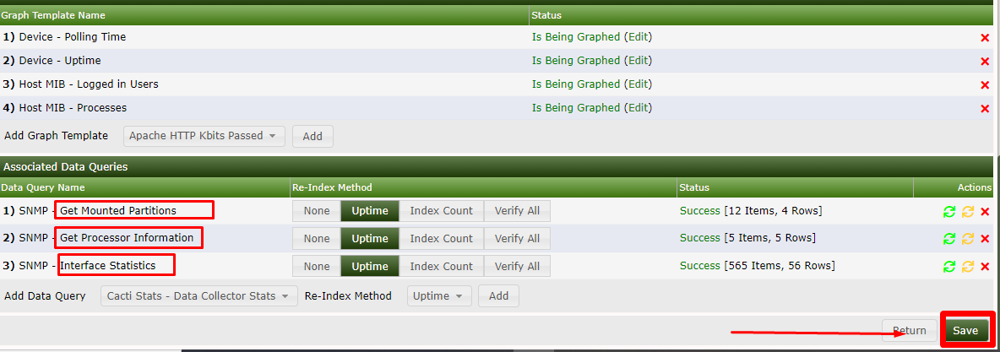 Graph Template Name Status
1) Device - Polling Time Is Being Graphed (Edit)
2) Device - Uptime Is Being Graphed (Edit)
3) Host MIB - Logged in Users Is Being Graphed (Edit)
4) Host MIB - Processes Is Being Graphed (Edit)
Add Graph Template Apache HTTP Kbits Passed Add
Associated Data Queries
Data Query Name Re-Index Method Status Actions
1) SNMP - Get Mounted Partitions None Uptime Index Count Verify All Success [12 Items, 4 Rows]
2) SNMP - Get Processor Information None Uptime Index Count Verify All Success [5 Items, 5 Rows]
3) SNMP - Interface Statistics None Uptime Index Count Verify All Success [565 Items, 56 Rows]
Add Data Query Cacti Stats - Data Collector Stats Re-Index Method Uptime Add
Return Save